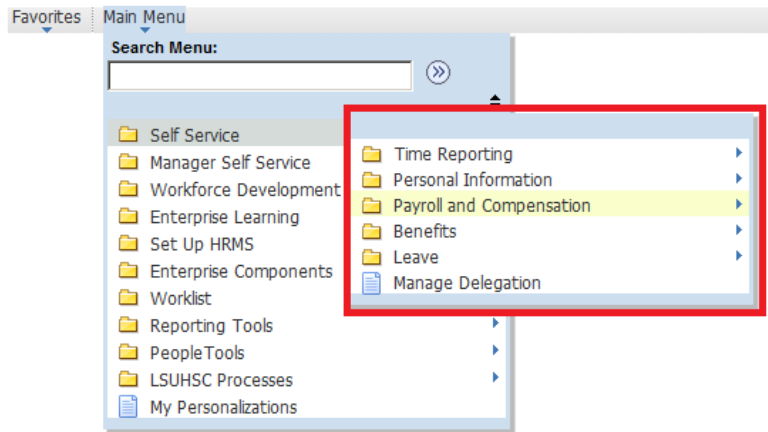 Favorites Main Menu
Search Menu:
Self Service
Manager Self Service
Workforce Development
Enterprise Learning
Set Up HRMS
Enterprise Components
Worklist
Reporting Tools
PeopleTools
LSUHSC Processes
My Personalizations
Time Reporting
Personal Information
Payroll and Compensation
Benefits
Leave
Manage Delegation